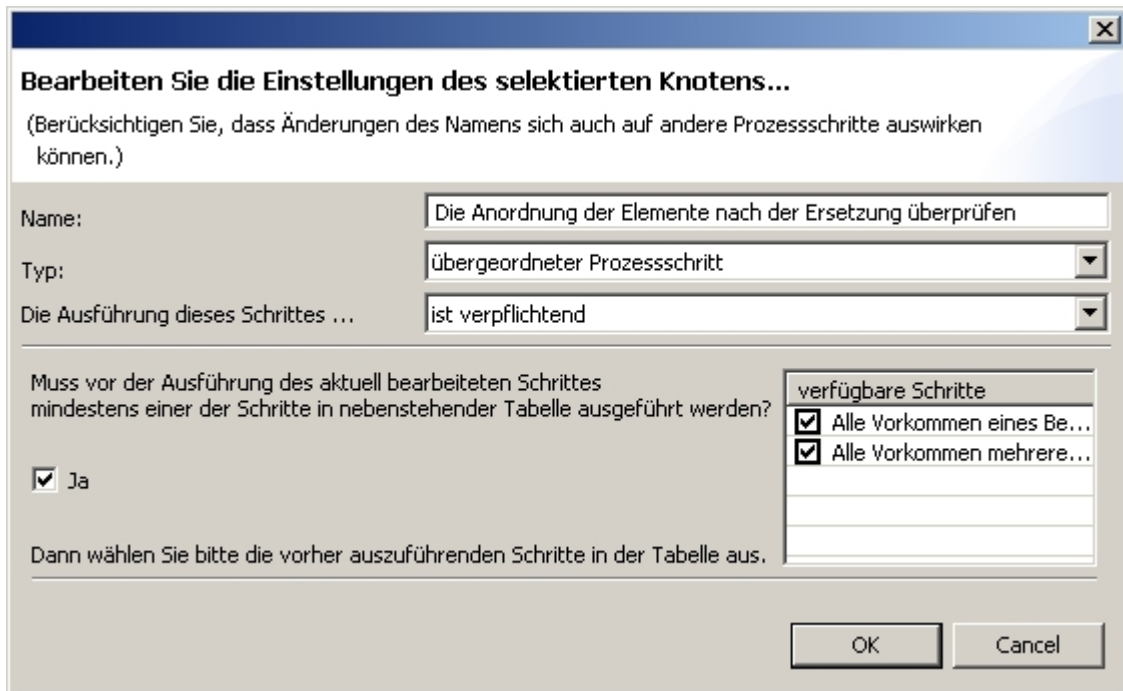 Bearbeiten Sie die Einstellungen des selektierten Knotens...
(Berücksichtigen Sie, dass Änderungen des Namens sich auch auf andere Prozessschritte auswirken
können.)
Name:
Die Anordnung der Elemente nach der Ersetzung überprüfen
Typ:
übergeordneter Prozessschritt
Die Ausführung dieses Schrittes ...
ist verpflichtend
Muss vor der Ausführung des aktuell bearbeiteten Schrittes
mindestens einer der Schritte in nebenstehender Tabelle ausgeführt werden?
Ja
Dann wählen Sie bitte die vorher auszuführenden Schritte in der Tabelle aus.
verfügbare Schritte
Alle Vorkommen eines Be...
Alle Vorkommen mehrere...
OK
Cancel